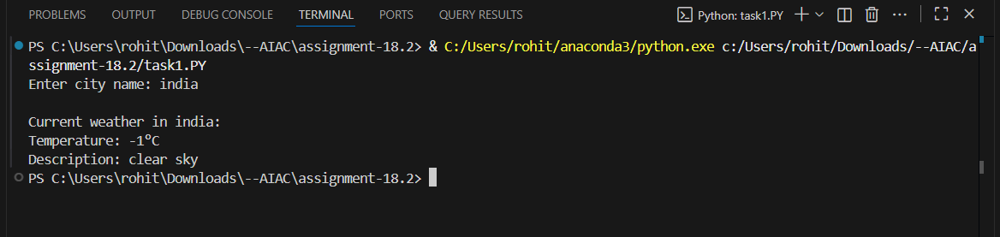 PROBLEMS OUTPUT DEBUG CONSOLE TERMINAL PORTS QUERY RESULTS Python: task1.PY
PS C:\Users\rohit\Downloads\--AIAC\assignment-18.2> & C:/Users/rohit/anaconda3/python.exe c:/Users/rohit/Downloads/--AIAC/a
ssignment-18.2/task1.PY
Enter city name: india
Current weather in india:
Temperature: -1°C
Description: clear sky
PS C:\Users\rohit\Downloads\--AIAC\assignment-18.2>